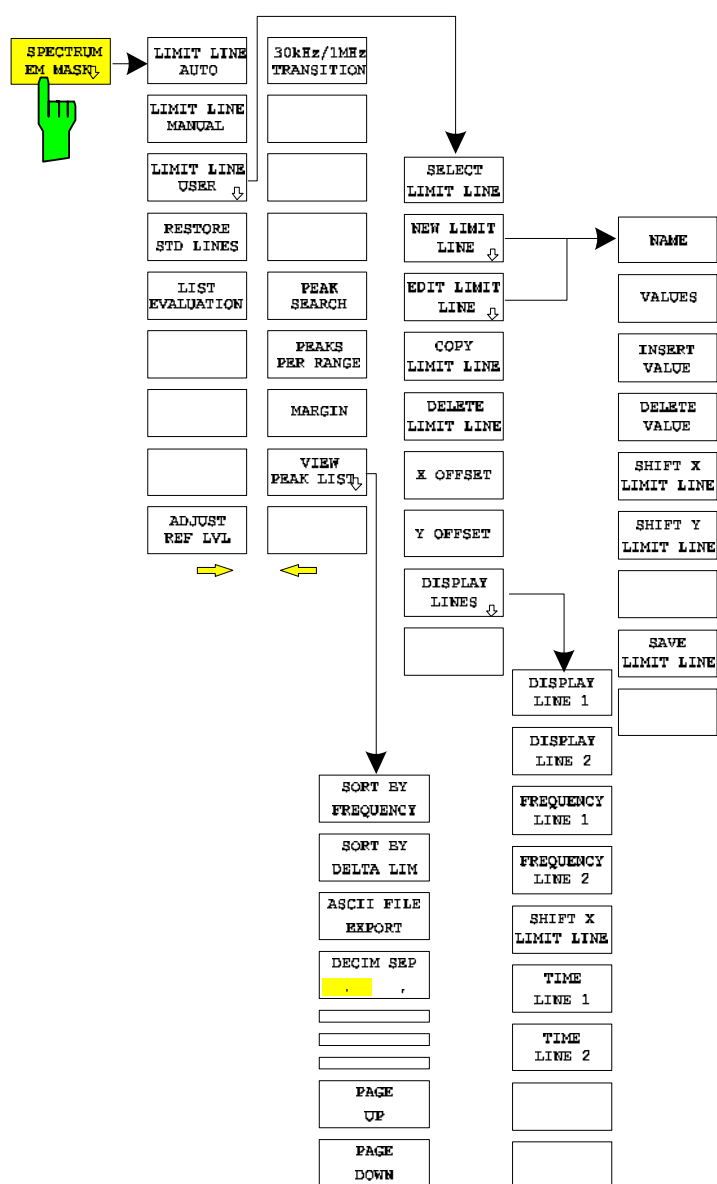 SPECTRUM
EM MASK
LIMIT LINE
AUTO
LIMIT LINE
MANUAL
LIMIT LINE
USER
RESTORE
STD LINES
LIST
EVALUATION
ADJUST
REF LVL
30kHz/1MHz
TRANSITION
PEAK
SEARCH
PEAKS
PER RANGE
MARGIN
VIEW
PEAK LIST
SELECT
LIMIT LINE
NEW LIMIT
LINE
EDIT LIMIT
LINE
COPY
LIMIT LINE
DELETE
LIMIT LINE
X OFFSET
Y OFFSET
DISPLAY
LINES
NAME
VALUES
INSERT
VALUE
DELETE
VALUE
SHIFT X
LIMIT LINE
SHIFT Y
LIMIT LINE
SAVE
LIMIT LINE
DISPLAY
LINE 1
DISPLAY
LINE 2
FREQUENCY
LINE 1
FREQUENCY
LINE 2
SHIFT X
LIMIT LINE
TIME
LINE 1
TIME
LINE 2
SORT BY
FREQUENCY
SORT BY
DELTA LIM
ASCII FILE
EXPORT
DECIM SEP
. ,
PAGE
UP
PAGE
DOWN